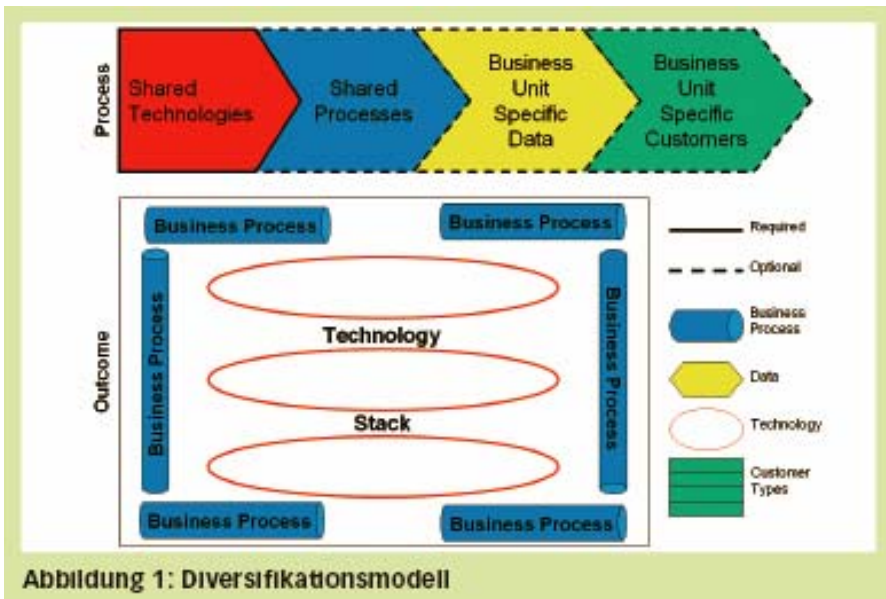 Process
Shared
Technologies
Shared
Processes
Business
Unit
Specific
Data
Business
Unit
Specific
Customers
Outcome
Business Process
Business Process
Business Process
Technology
Stack
Business Process
Business Process
Business Process
Required
Optional
Business
Process
Data
Technology
Customer
Types
Abbildung 1: Diversifikationsmodell